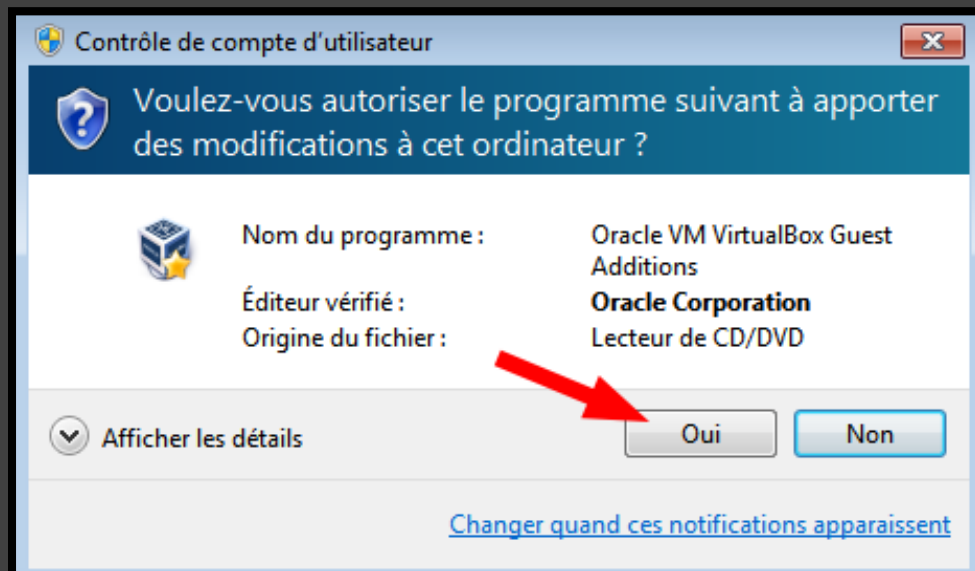 Contrôle de compte d'utilisateur
Voulez-vous autoriser le programme suivant à apporter
des modifications à cet ordinateur ?
Nom du programme : Oracle VM VirtualBox Guest
Additions
Éditeur vérifié : Oracle Corporation
Origine du fichier : Lecteur de CD/DVD
Afficher les détails Oui Non
Changer quand ces notifications apparaissent